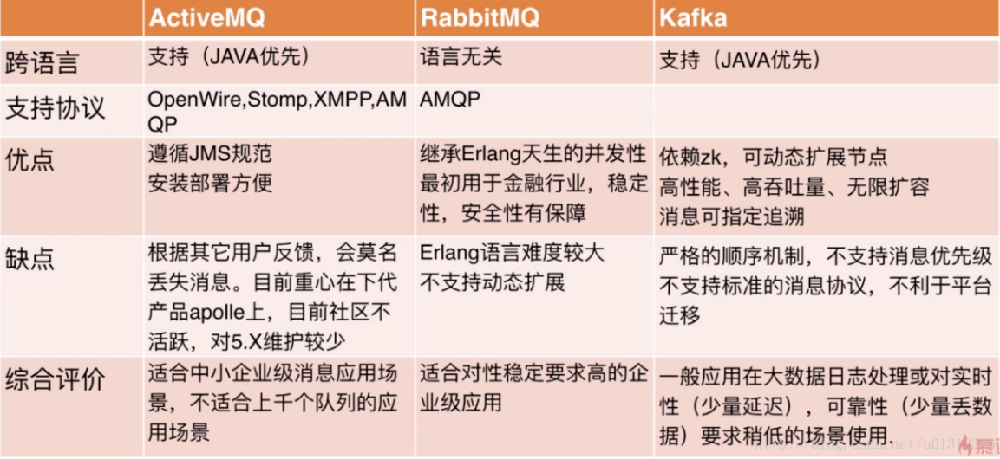 ActiveMQ
RabbitMQ
Kafka
跨语言
支持（JAVA优先）
语言无关
支持（JAVA优先）
支持协议
OpenWire,Stomp,XMPP,AM
QP
AMQP
优点
遵循JMS规范
安装部署方便
继承Erlang天生的并发性
最初用于金融行业，稳定
性，安全性有保障
依赖zk，可动态扩展节点
高性能、高吞吐量、无限扩容
消息可指定追溯
缺点
根据其它用户反馈，会莫名
丢失消息。目前重心在下代
产品apolle上，目前社区不
活跃，对5.X维护较少
Erlang语言难度较大
不支持动态扩展
严格的顺序机制，不支持消息优先级
不支持标准的消息协议，不利于平台
迁移
综合评价
适合中小企业级消息应用场
景，不适合上千个队列的应
用场景
适合对性稳定要求高的企
业级应用
一般应用在大数据日志处理或对实时
性（少量延迟），可靠性（少量丢数
据）要求稍低的场景使用.